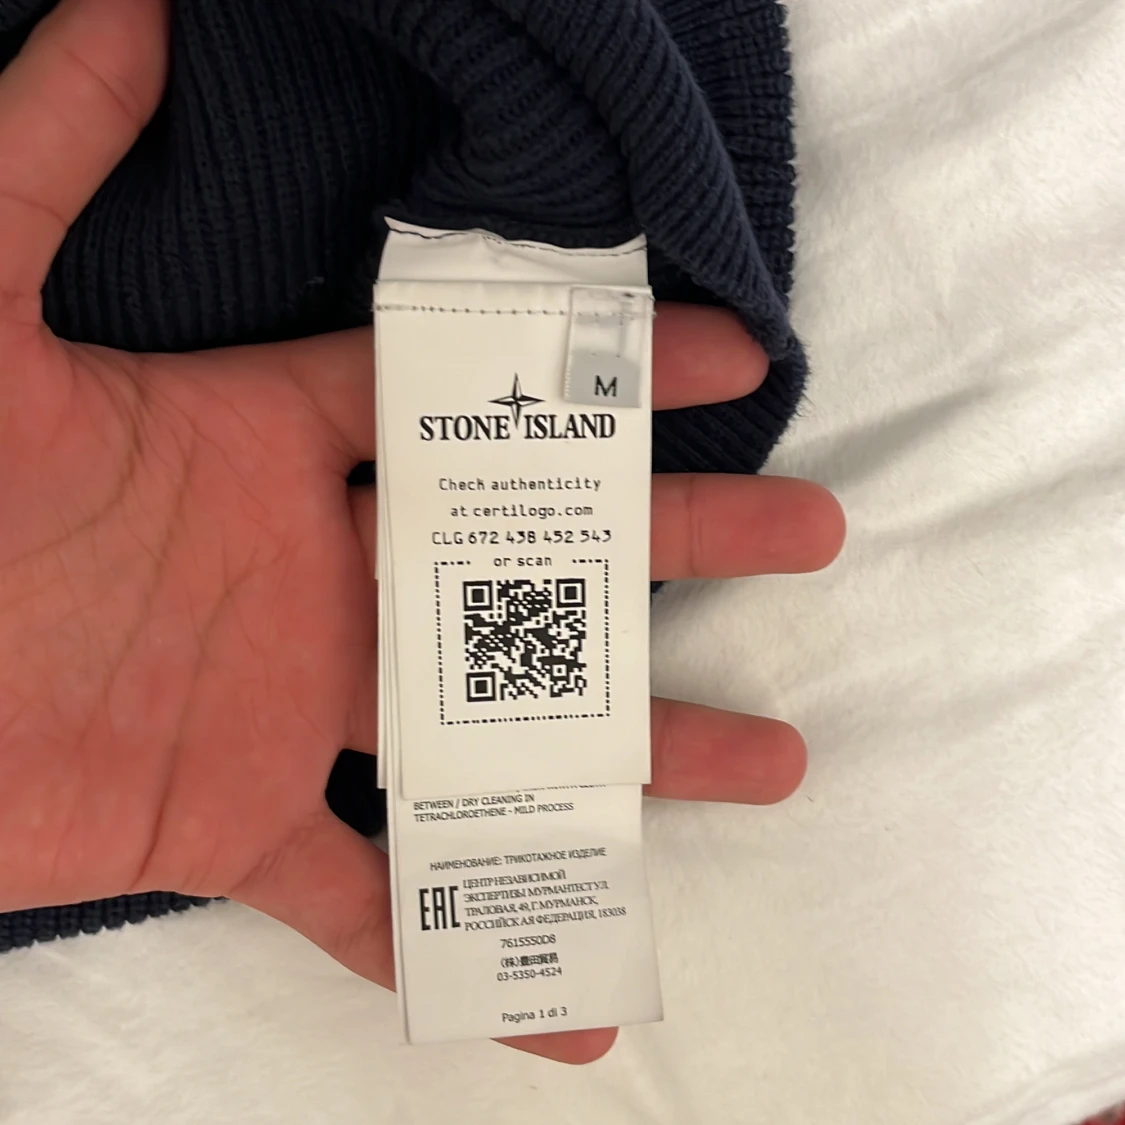 M
STONE ISLAND
Check authenticity
at certilogo.com
CLG 672 438 452 543
or scan
BETWEEN / DRY CLEANING IN
TETRACHLOROETHENE - MILD PROCESS
НАИМЕНОВАНИЕ: ТРИКОТАЖНОЕ ИЗДЕЛИЕ
EAC
ЦЕНТР НЕЗАВИСИМОЙ
ЭКСПЕРТИЗЫ МУРМАНТЕСТ УЛ.
ТРАЛОВАЯ, 49, Г. МУРМАНСК,
РОССИЙСКАЯ ФЕДЕРАЦИЯ, 183038
7615550D8
(株)豊田貿易
03-5350-4524
Pagina 1 di 3